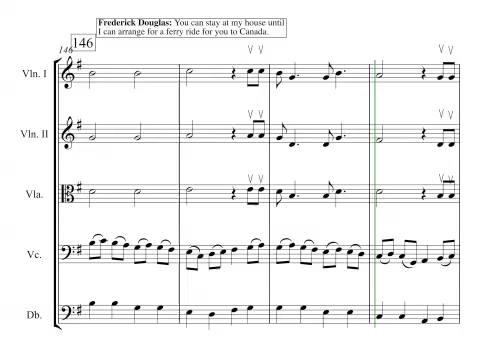 Frederick Douglas: You can stay at my house until
I can arrange for a ferry ride for you to Canada.
146
146
Vln. I
Vln. II
Vla.
Vc.
Db.